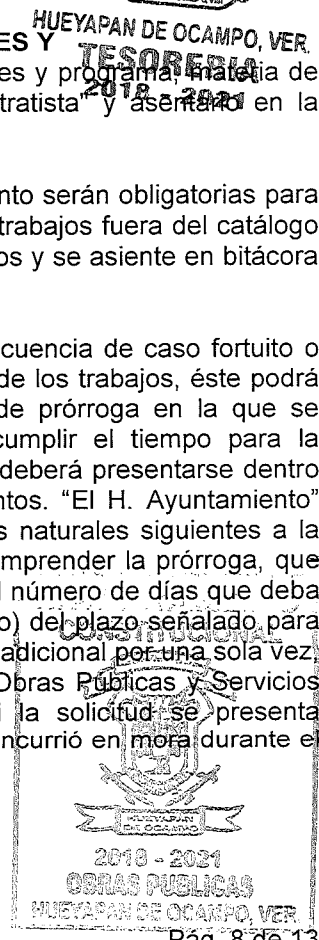 HUEYAPAN DE OCAMPO, VER.
ES Y
TESORERIA
es y programa, materia de
2018 - 2021
tratista" y asentarlo en la
nto serán obligatorias para
trabajos fuera del catálogo
os y se asiente en bitácora
cuencia de caso fortuito o
de los trabajos, éste podrá
de prórroga en la que se
cumplir el tiempo para la
deberá presentarse dentro
ntos. "El H. Ayuntamiento"
s naturales siguientes a la
mprender la prórroga, que
l número de días que deba
o) del plazo señalado para
CONSTITUCIONAL
adicional por una sola vez,
Obras Públicas y Servicios
i la solicitud se presenta
ncurrió en mora durante el
HUEYAPAN
DE OCAMPO
2018 - 2021
OBRAS PUBLICAS
HUEYAPAN DE OCAMPO, VER.
Pág. 8 de 13